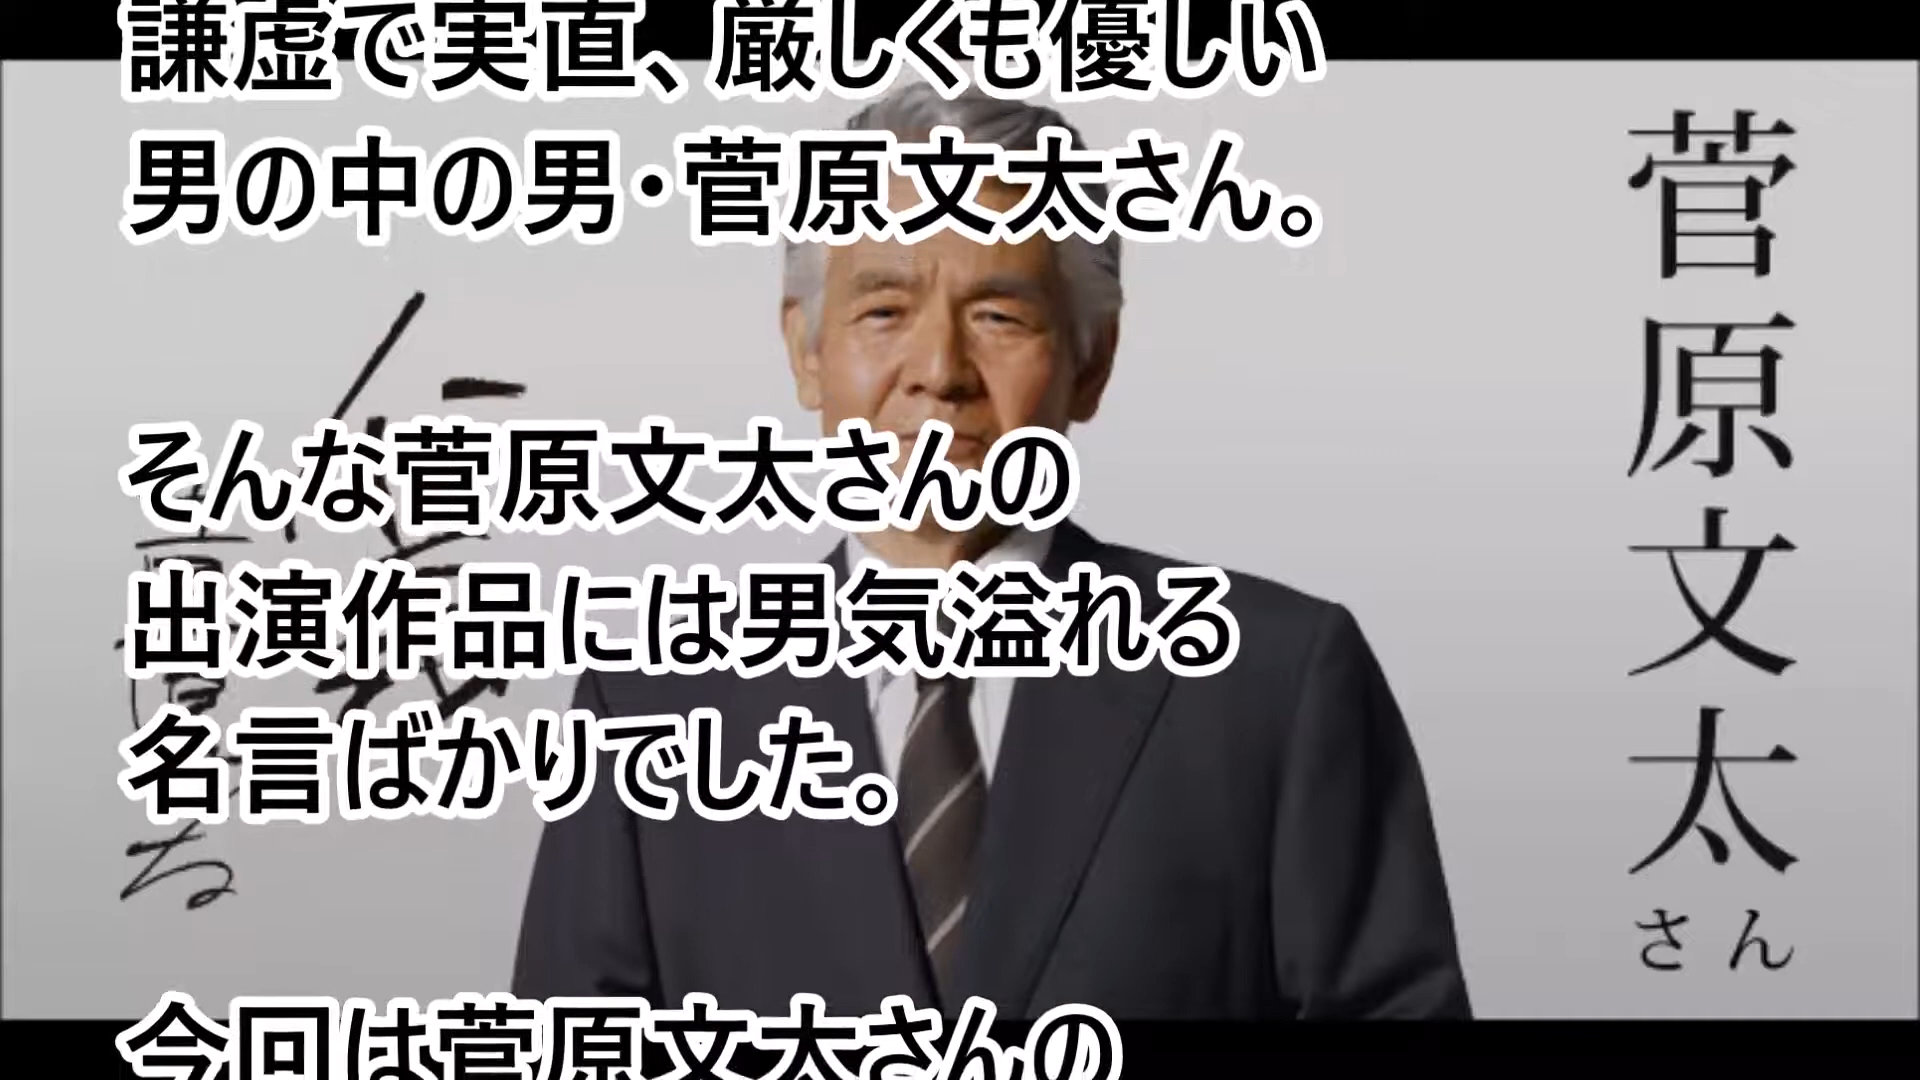 謙虚で実直、厳しくも優しい
男の中の男・菅原文太さん。
そんな菅原文太さんの
出演作品には男気溢れる
名言ばかりでした。
今回は菅原文太さんの
菅原文太さん